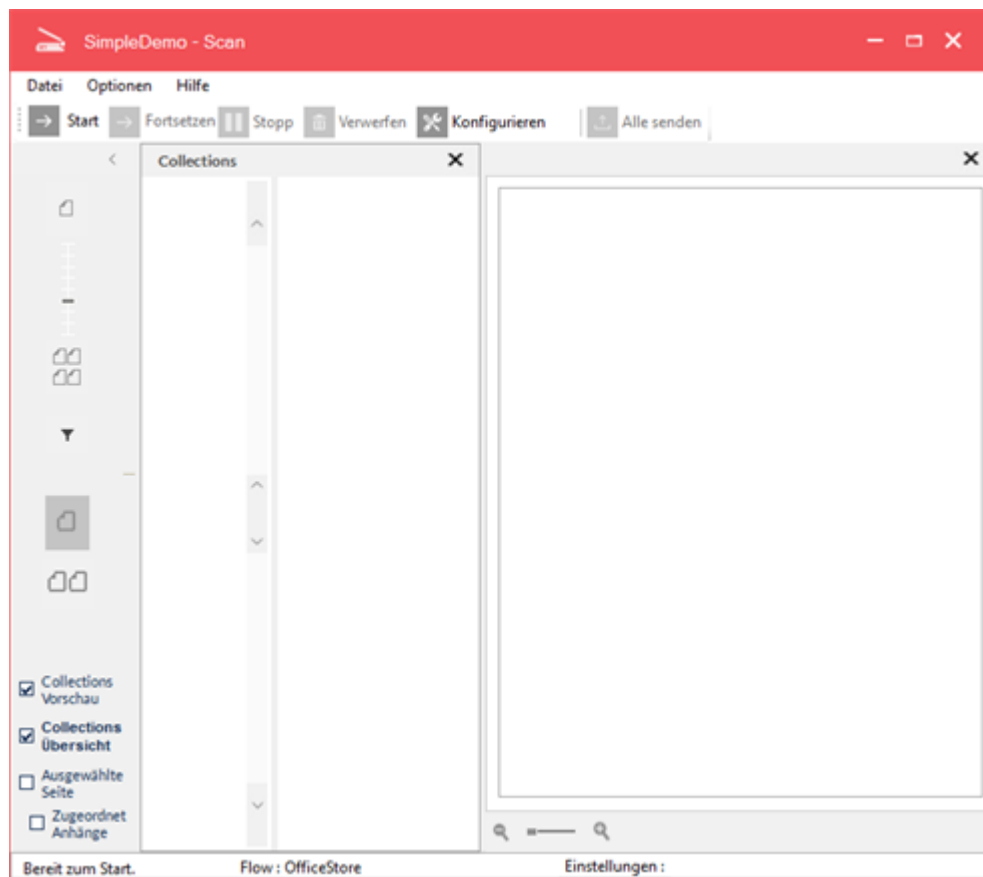 SimpleDemo - Scan
Datei Optionen Hilfe
Start Fortsetzen Stopp Verwerfen Konfigurieren Alle senden
Collections
Collections
Vorschau
Collections
Übersicht
Ausgewählte
Seite
Zugeordnet
Anhänge
Bereit zum Start. Flow : OfficeStore Einstellungen :